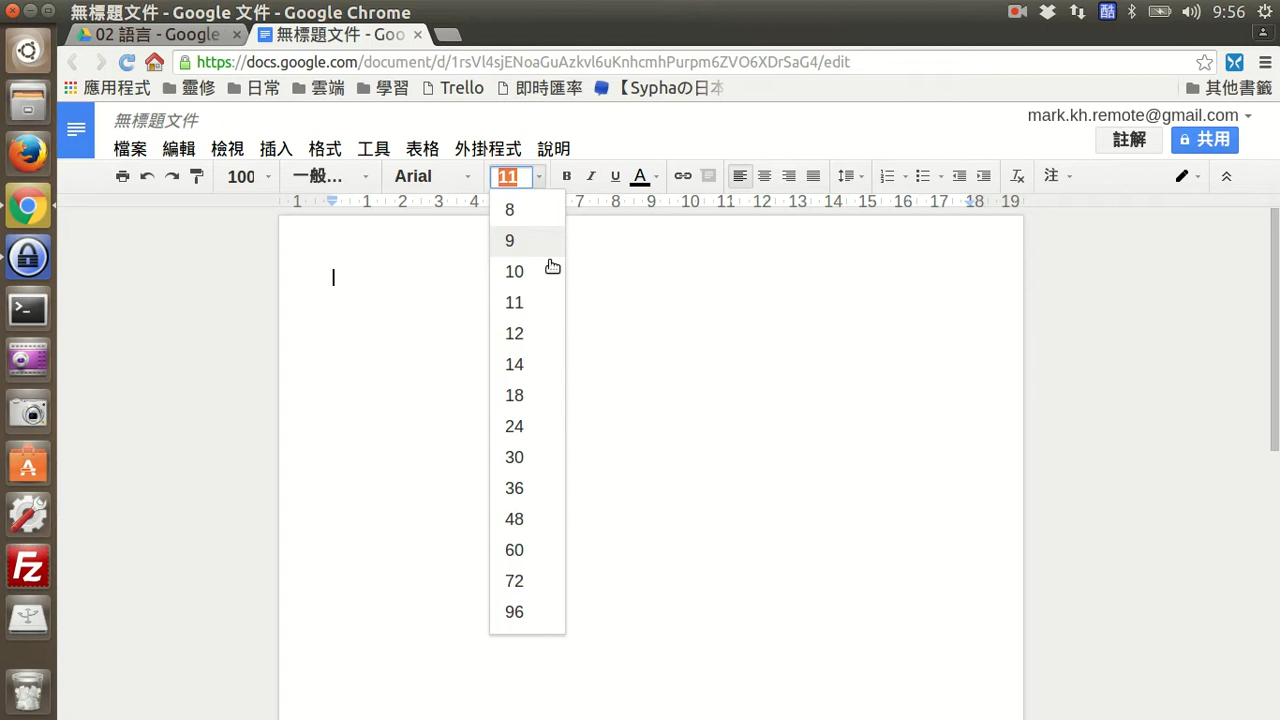 無標題文件 - Google 文件 - Google Chrome
酷
9:56
02 語言 - Google
無標題文件 - Goo
https://docs.google.com/document/d/1rsVl4sjENoaGuAzkvl6uKnhcmhPurpm6ZVO6XDrSaG4/edit
應用程式 靈修 日常 雲端 學習 Trello 即時匯率 【Syphaの日本 其他書籤
無標題文件
mark.kh.remote@gmail.com
檔案 編輯 檢視 插入 格式 工具 表格 外掛程式 說明
註解 共用
100 一般... Arial 11 B I U A 注
1 1 2 3 4 7 8 9 10 11 12 13 14 15 16 17 18 19
8
9
10
11
12
14
18
24
30
36
48
60
72
96